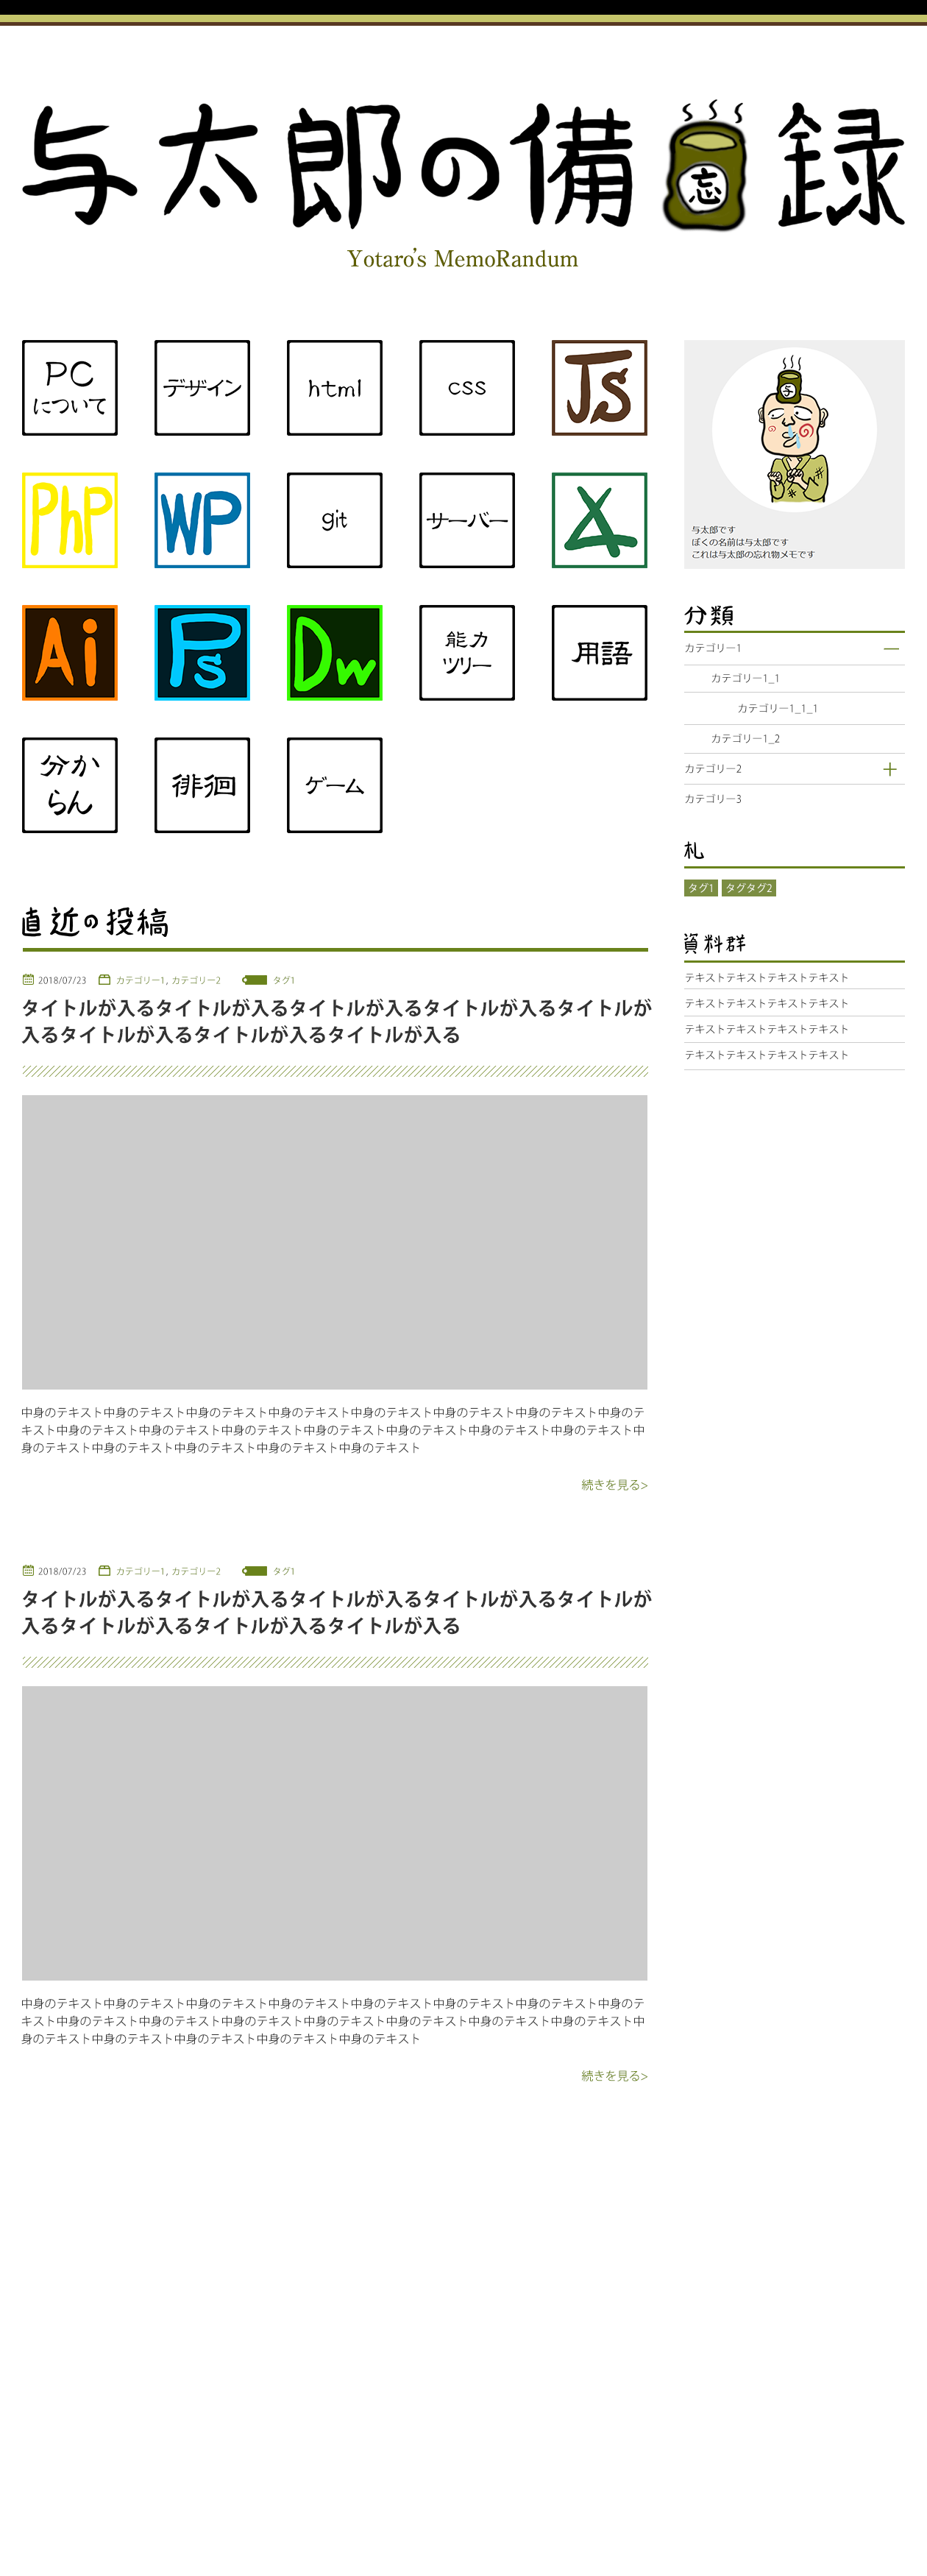 与太郎の備忘録
Yotaro's MemoRandum
PC
について
デザイン
html
css
JS
PhP
WP
git
サーバー
Ai
Ps
Dw
能力
ツリー
用語
分か
らん
徘徊
ゲーム
与
与太郎です
ぼくの名前は与太郎です
これは与太郎の忘れ物メモです
分類
カテゴリー1
カテゴリー1_1
カテゴリー1_1_1
カテゴリー1_2
カテゴリー2
カテゴリー3
札
タグ1 タグタグ2
資料群
テキストテキストテキストテキスト
テキストテキストテキストテキスト
テキストテキストテキストテキスト
テキストテキストテキストテキスト
直近の投稿
2018/07/23 カテゴリー1, カテゴリー2 タグ1
タイトルが入るタイトルが入るタイトルが入るタイトルが入るタイトルが
入るタイトルが入るタイトルが入るタイトルが入る
中身のテキスト中身のテキスト中身のテキスト中身のテキスト中身のテキスト中身のテキスト中身のテキスト中身のテ
キスト中身のテキスト中身のテキスト中身のテキスト中身のテキスト中身のテキスト中身のテキスト中身のテキスト中
身のテキスト中身のテキスト中身のテキスト中身のテキスト中身のテキスト
続きを見る>
2018/07/23 カテゴリー1, カテゴリー2 タグ1
タイトルが入るタイトルが入るタイトルが入るタイトルが入るタイトルが
入るタイトルが入るタイトルが入るタイトルが入る
中身のテキスト中身のテキスト中身のテキスト中身のテキスト中身のテキスト中身のテキスト中身のテキスト中身のテ
キスト中身のテキスト中身のテキスト中身のテキスト中身のテキスト中身のテキスト中身のテキスト中身のテキスト中
身のテキスト中身のテキスト中身のテキスト中身のテキスト中身のテキスト
続きを見る>